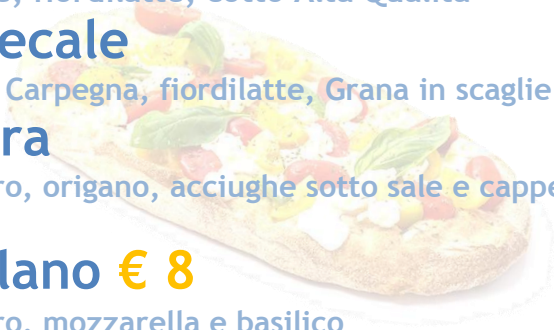 ecale
Carpegna, fiordilatte, Grana in scaglie
ra
ro, origano, acciughe sotto sale e cappe
lano € 8
ro, mozzarella e basilico